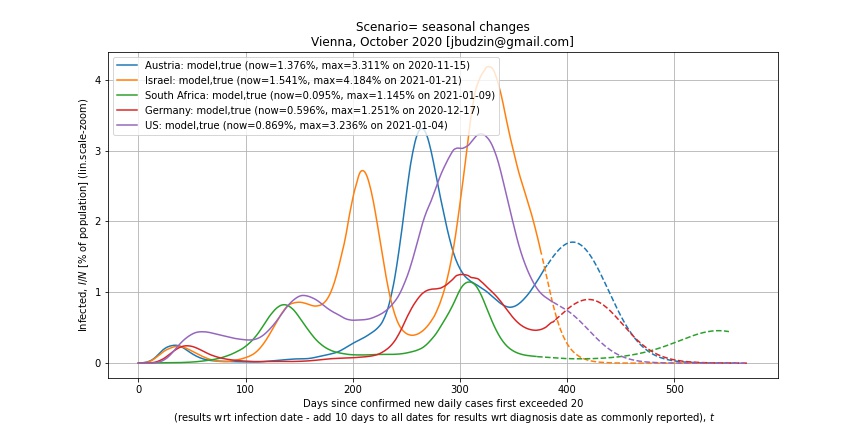 Scenario= seasonal changes
Vienna, October 2020 [jbudzin@gmail.com]
Austria: model,true (now=1.376%, max=3.311% on 2020-11-15)
Israel: model,true (now=1.541%, max=4.184% on 2021-01-21)
South Africa: model,true (now=0.095%, max=1.145% on 2021-01-09)
Germany: model,true (now=0.596%, max=1.251% on 2020-12-17)
US: model,true (now=0.869%, max=3.236% on 2021-01-04)
Infected, I/N [% of population] (lin.scale-zoom)
4
3
2
1
0
0 100 200 300 400 500
Days since confirmed new daily cases first exceeded 20
(results wrt infection date - add 10 days to all dates for results wrt diagnosis date as commonly reported), t